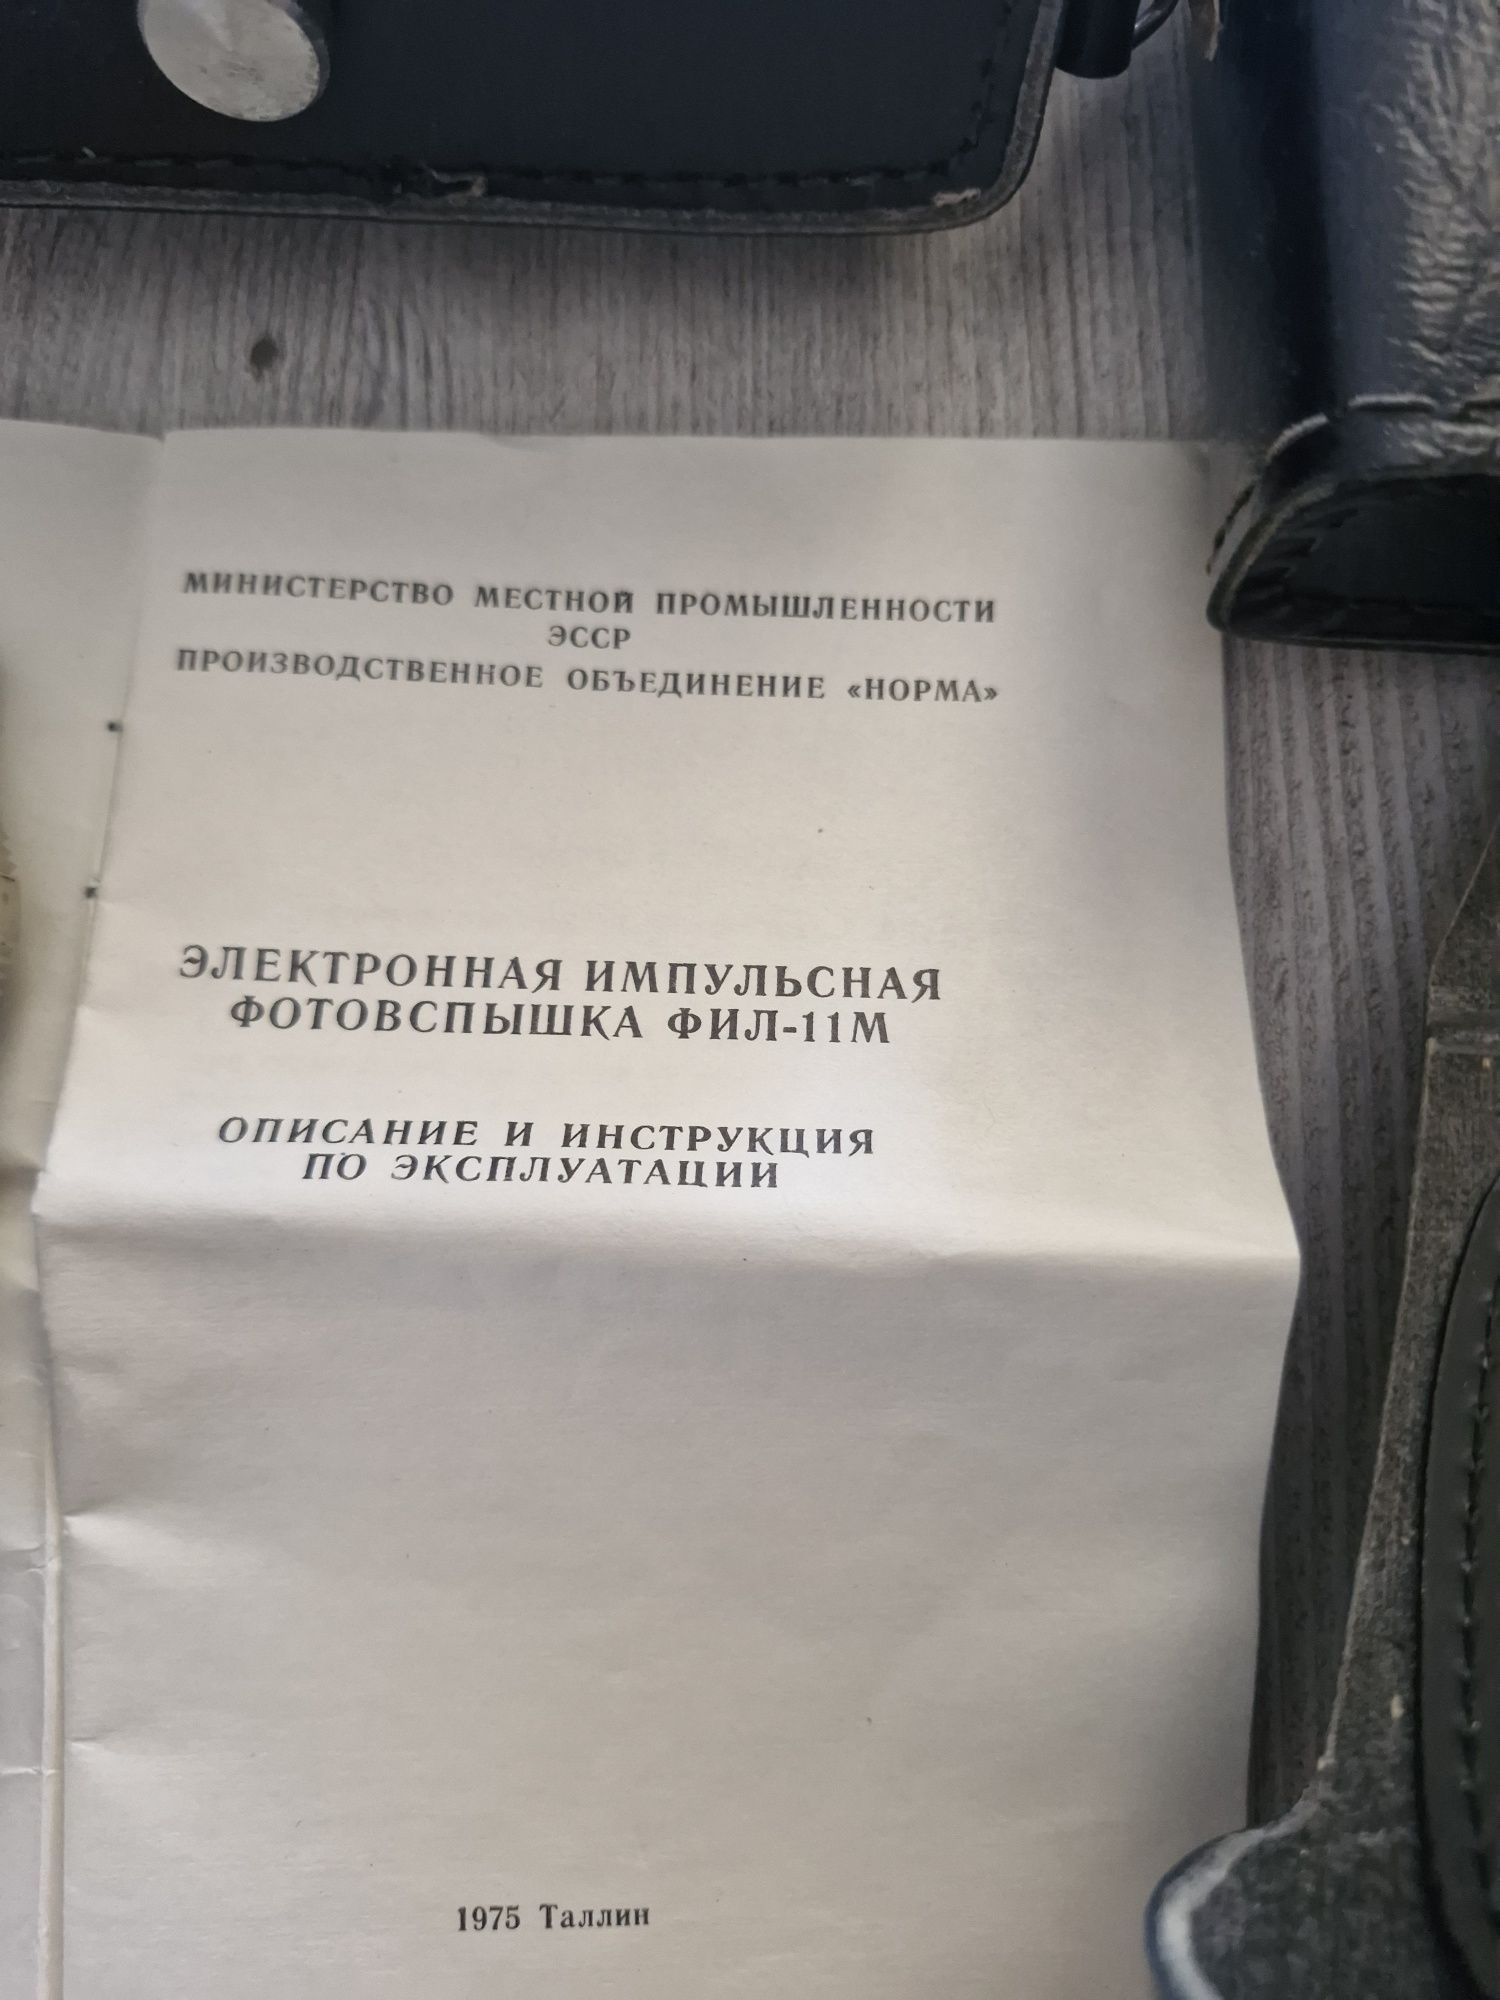 МИНИСТЕРСТВО МЕСТНОЙ ПРОМЫШЛЕННОСТИ
ЭССР
ПРОИЗВОДСТВЕННОЕ ОБЪЕДИНЕНИЕ «НОРМА»
ЭЛЕКТРОННАЯ ИМПУЛЬСНАЯ
ФОТОВСПЫШКА ФИЛ-11М
ОПИСАНИЕ И ИНСТРУКЦИЯ
ПО ЭКСПЛУАТАЦИИ
1975 Таллин